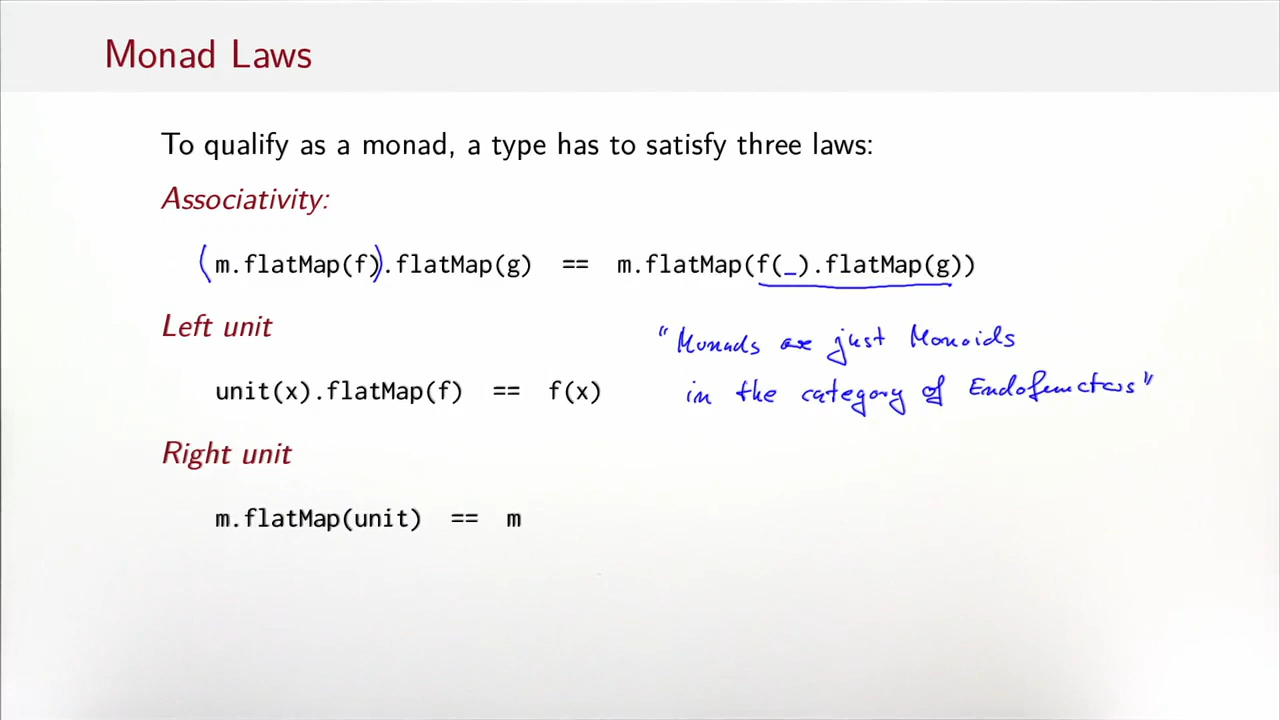 Monad Laws
To qualify as a monad, a type has to satisfy three laws:
Associativity:
(m.flatMap(f)).flatMap(g) == m.flatMap(f(_).flatMap(g))
Left unit
"Monads are just Monoids
in the category of Endofunctors"
unit(x).flatMap(f) == f(x)
Right unit
m.flatMap(unit) == m